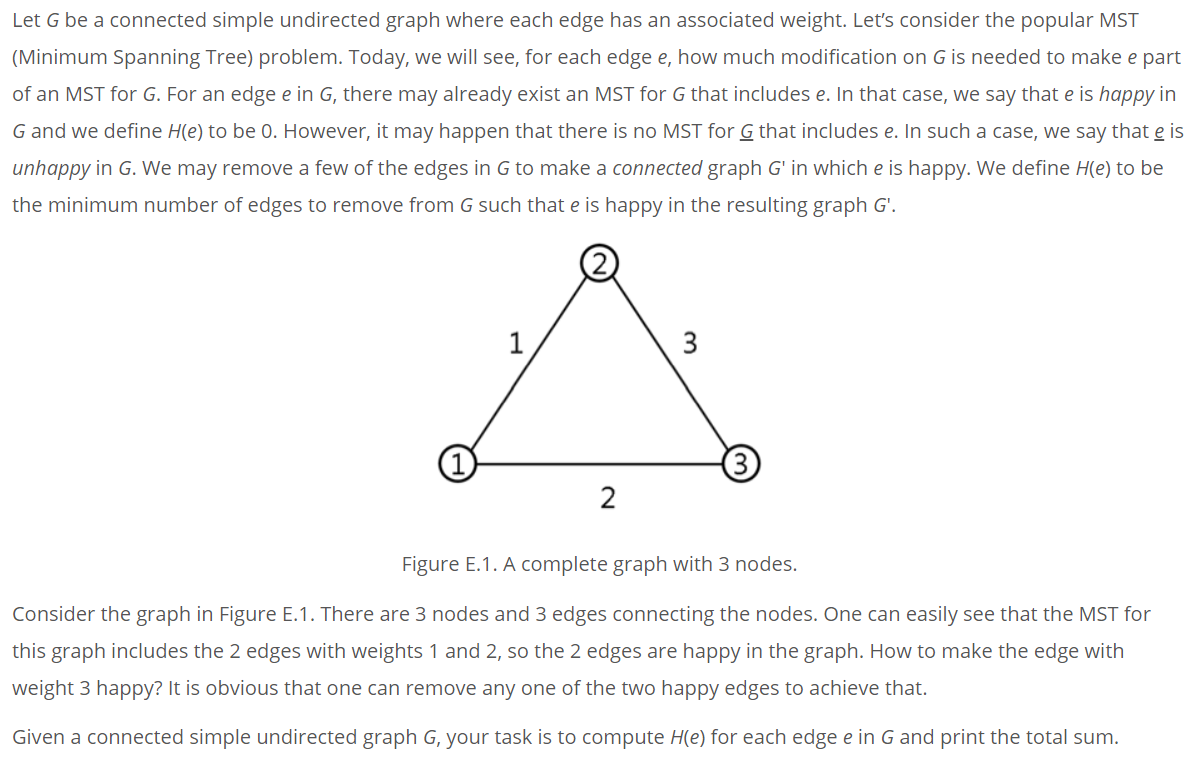 Let G be a connected simple undirected graph where each edge has an associated weight. Let’s consider the popular MST
(Minimum Spanning Tree) problem. Today, we will see, for each edge e, how much modification on G is needed to make e part
of an MST for G. For an edge e in G, there may already exist an MST for G that includes e. In that case, we say that e is happy in
G and we define H(e) to be 0. However, it may happen that there is no MST for G that includes e. In such a case, we say that e is
unhappy in G. We may remove a few of the edges in G to make a connected graph G' in which e is happy. We define H(e) to be
the minimum number of edges to remove from G such that e is happy in the resulting graph G'.
2
1 3
1 3
2
Figure E.1. A complete graph with 3 nodes.
Consider the graph in Figure E.1. There are 3 nodes and 3 edges connecting the nodes. One can easily see that the MST for
this graph includes the 2 edges with weights 1 and 2, so the 2 edges are happy in the graph. How to make the edge with
weight 3 happy? It is obvious that one can remove any one of the two happy edges to achieve that.
Given a connected simple undirected graph G, your task is to compute H(e) for each edge e in G and print the total sum.